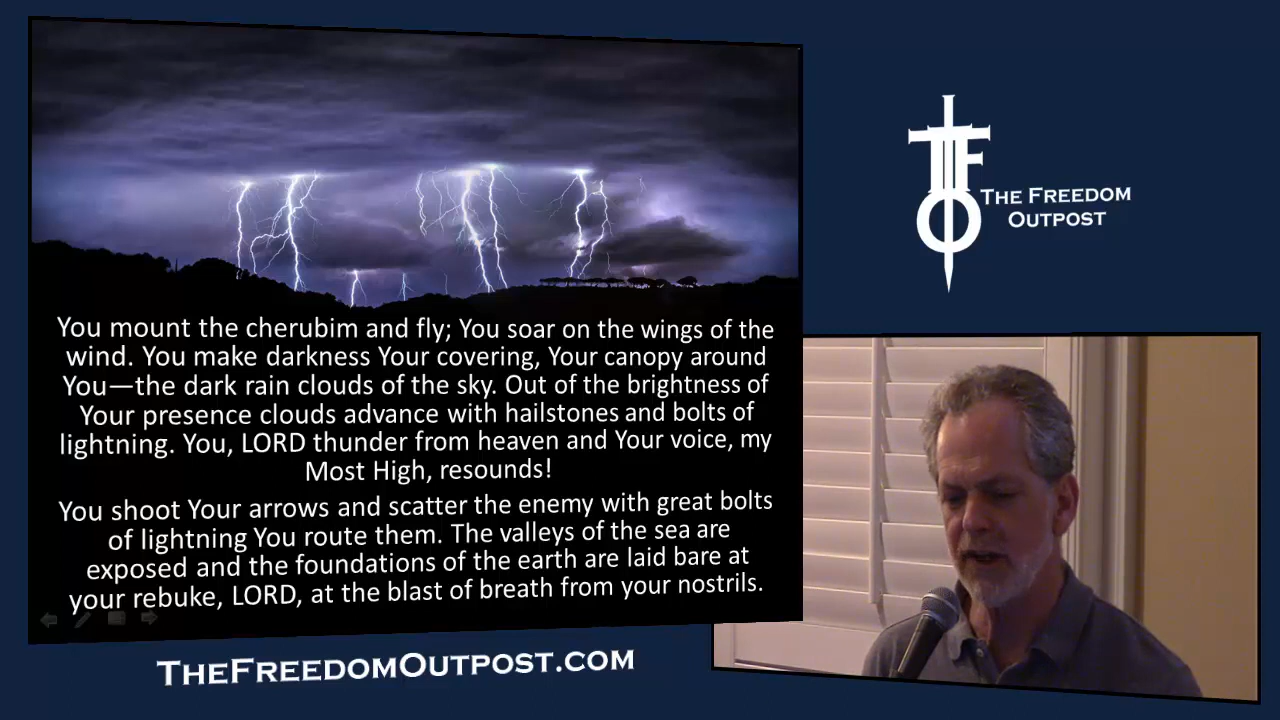 You mount the cherubim and fly; You soar on the wings of the
wind. You make darkness Your covering, Your canopy around
You—the dark rain clouds of the sky. Out of the brightness of
Your presence clouds advance with hailstones and bolts of
lightning. You, LORD thunder from heaven and Your voice, my
Most High, resounds!
You shoot Your arrows and scatter the enemy with great bolts
of lightning You route them. The valleys of the sea are
exposed and the foundations of the earth are laid bare at
your rebuke, LORD, at the blast of breath from your nostrils.
TFO
The Freedom
Outpost
TheFreedomOutpost.com